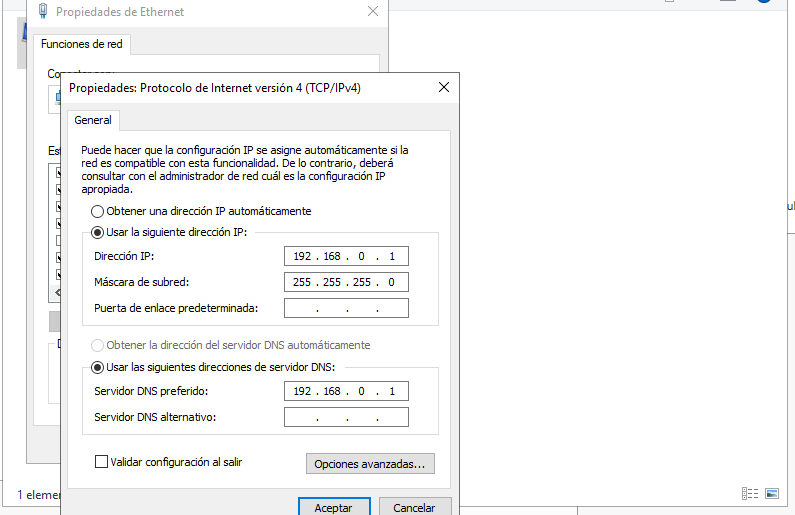 Propiedades de Ethernet
Funciones de red
Propiedades: Protocolo de Internet versión 4 (TCP/IPv4)
General
Puede hacer que la configuración IP se asigne automáticamente si la
red es compatible con esta funcionalidad. De lo contrario, deberá
consultar con el administrador de red cuál es la configuración IP
apropiada.
Obtener una dirección IP automáticamente
Usar la siguiente dirección IP:
Dirección IP: 192 . 168 . 0 . 1
Máscara de subred: 255 . 255 . 255 . 0
Puerta de enlace predeterminada: . . .
Obtener la dirección del servidor DNS automáticamente
Usar las siguientes direcciones de servidor DNS:
Servidor DNS preferido: 192 . 168 . 0 . 1
Servidor DNS alternativo: . . .
Validar configuración al salir
Opciones avanzadas...
1 elemen
Aceptar Cancelar